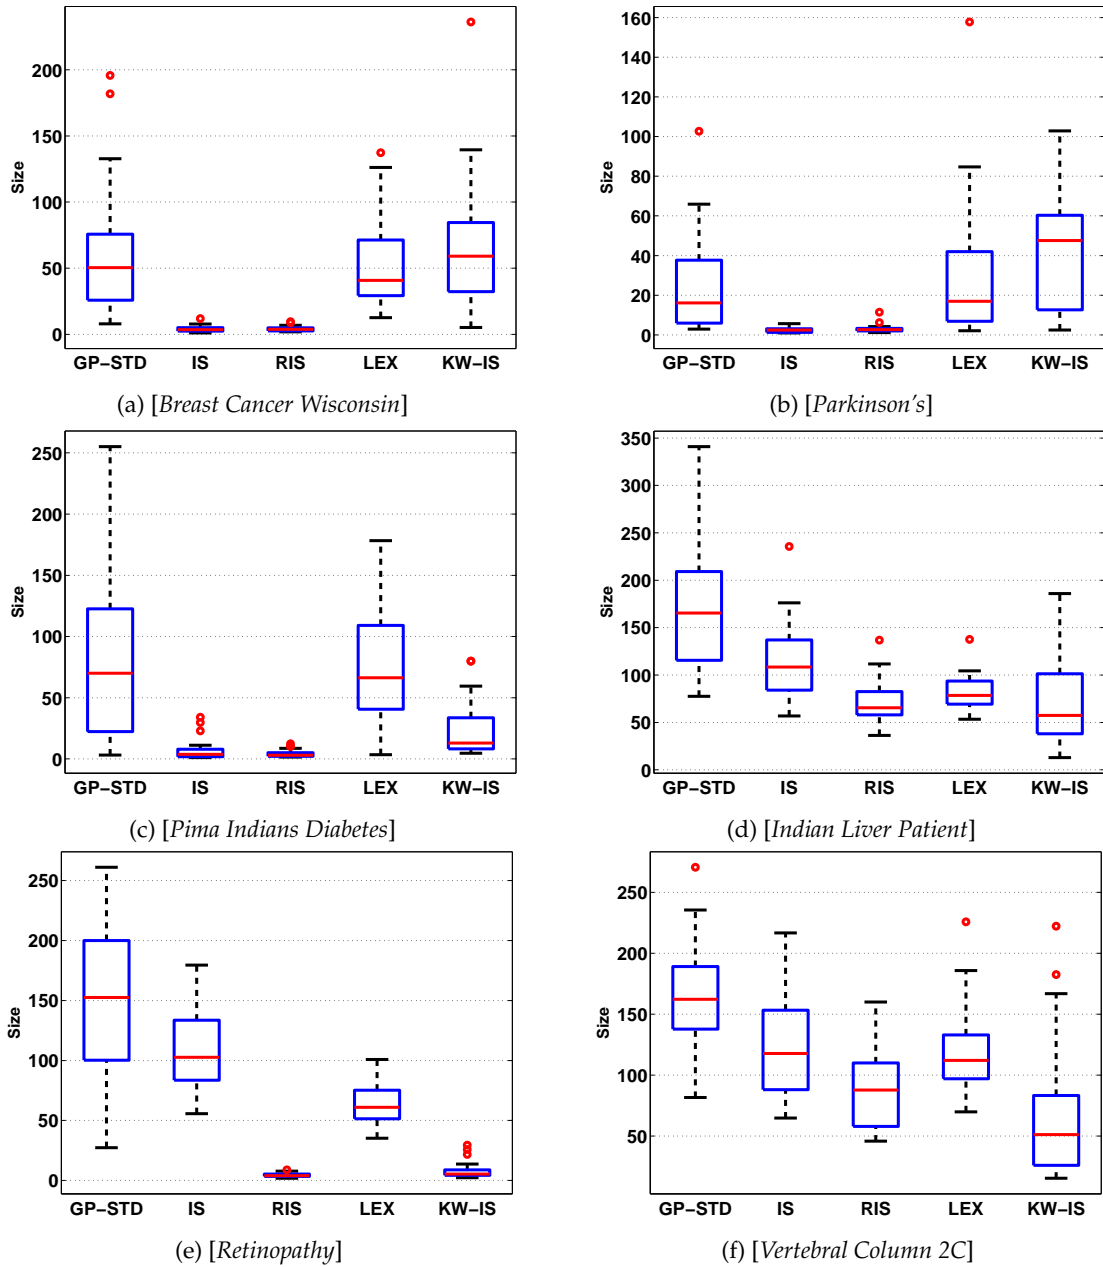 200
150
100
50
0
Size
GP-STD IS RIS LEX KW-IS
(a) [Breast Cancer Wisconsin]
160
140
120
100
80
60
40
20
0
Size
GP-STD IS RIS LEX KW-IS
(b) [Parkinson's]
250
200
150
100
50
0
Size
GP-STD IS RIS LEX KW-IS
(c) [Pima Indians Diabetes]
350
300
250
200
150
100
50
0
Size
GP-STD IS RIS LEX KW-IS
(d) [Indian Liver Patient]
250
200
150
100
50
0
Size
GP-STD IS RIS LEX KW-IS
(e) [Retinopathy]
250
200
150
100
50
Size
GP-STD IS RIS LEX KW-IS
(f) [Vertebral Column 2C]